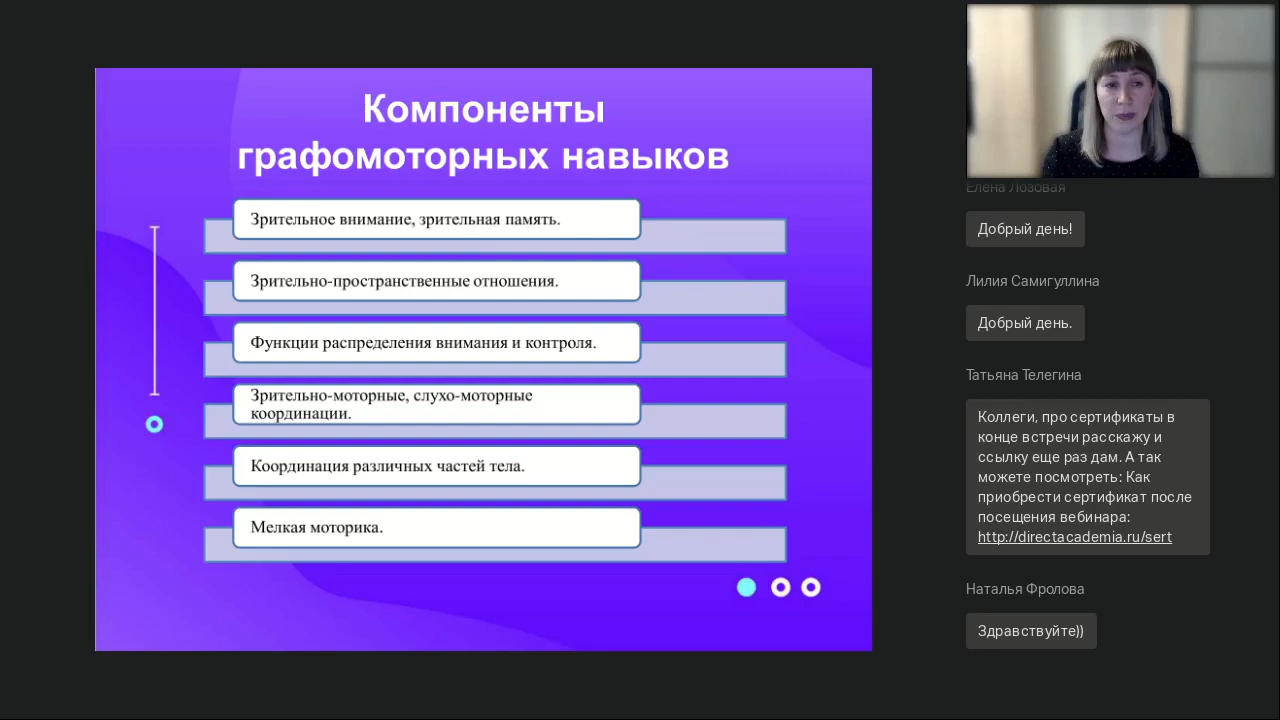 Компоненты
графомоторных навыков
Зрительное внимание, зрительная память.
Зрительно-пространственные отношения.
Функции распределения внимания и контроля.
Зрительно-моторные, слухо-моторные
координации.
Координация различных частей тела.
Мелкая моторика.
Елена Лозовая
Добрый день!
Лилия Самигуллина
Добрый день.
Татьяна Телегина
Коллеги, про сертификаты в
конце встречи расскажу и
ссылку еще раз дам. А так
можете посмотреть: Как
приобрести сертификат после
посещения вебинара:
http://directacademia.ru/sert
Наталья Фролова
Здравствуйте))